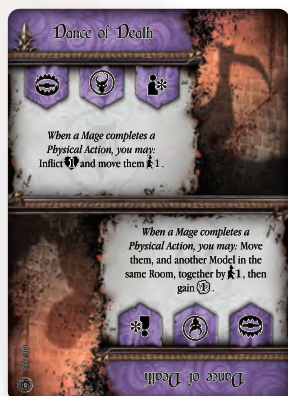 Dance of Death
When a Mage completes a
Physical Action, you may:
Inflict 1 and move them 1.
When a Mage completes a
Physical Action, you may: Move
them, and another Model in the
same Room, together by 1, then
gain 1.
Dance of Death